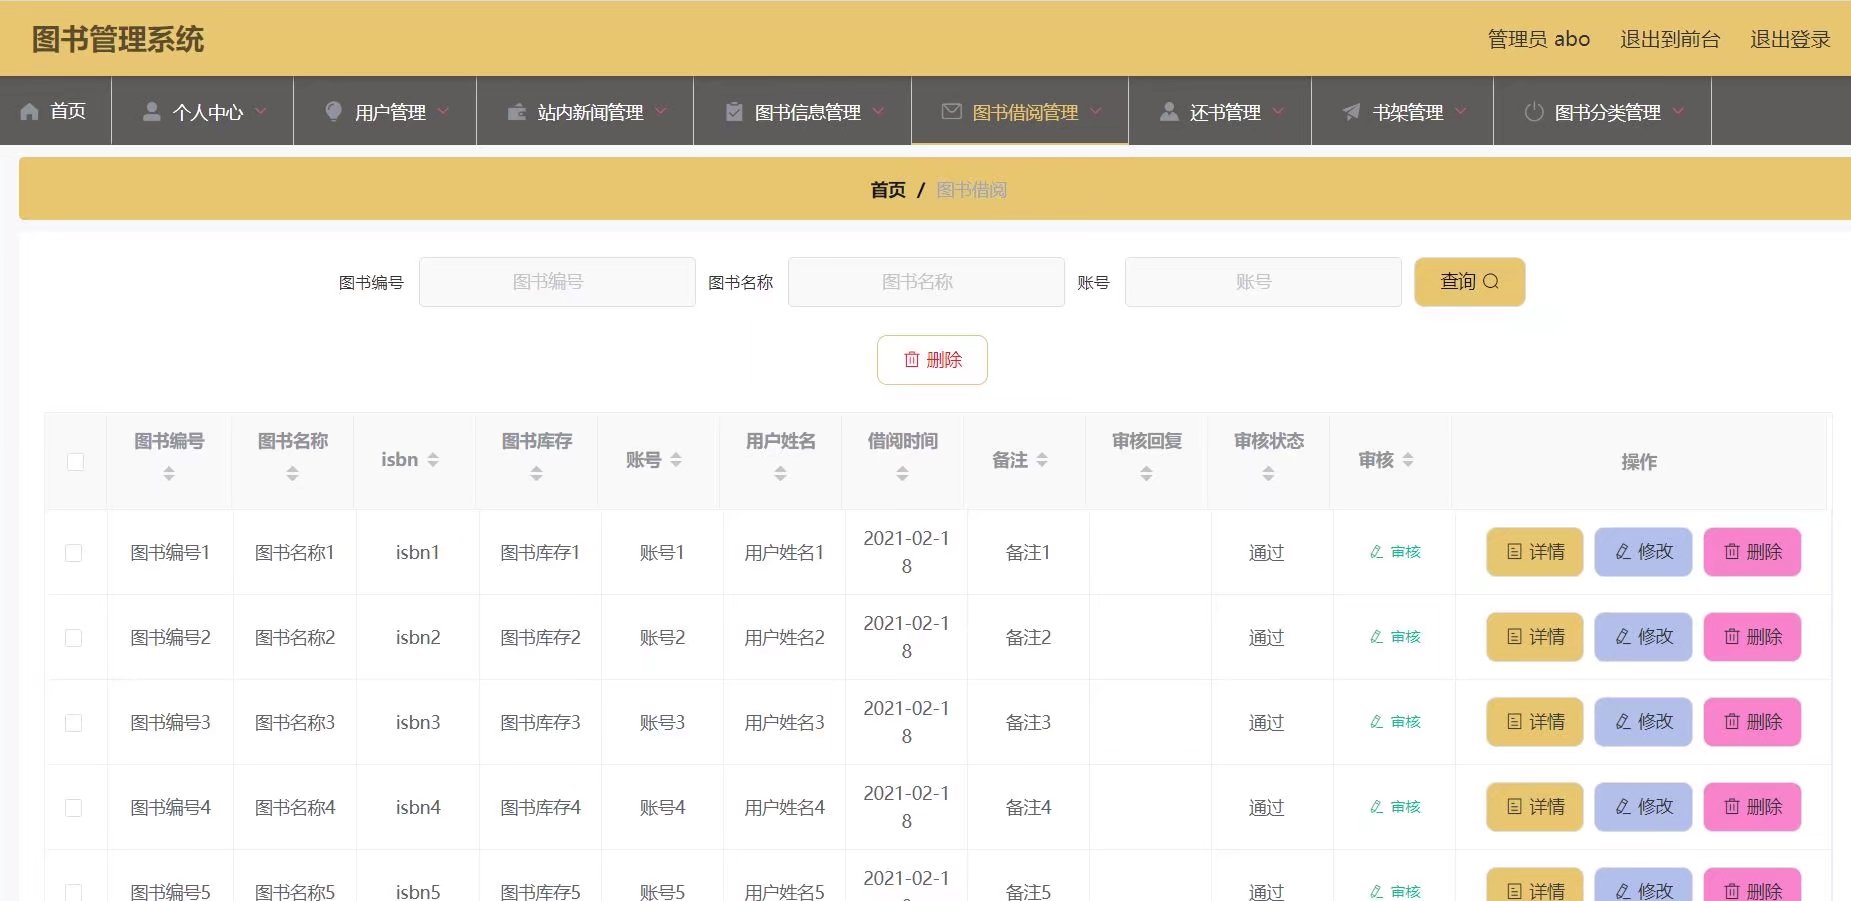 图书管理系统
管理员 abo 退出到前台 退出登录
首页 个人中心 用户管理 站内新闻管理 图书信息管理 图书借阅管理 还书管理 书架管理 图书分类管理
首页 / 图书借阅
图书编号 图书编号 图书名称 图书名称 账号 账号 查询
删除
图书编号 图书名称 isbn 图书库存 账号 用户姓名 借阅时间 备注 审核回复 审核状态 审核 操作
图书编号1 图书名称1 isbn1 图书库存1 账号1 用户姓名1 2021-02-18 备注1 通过 审核 详情 修改 删除
图书编号2 图书名称2 isbn2 图书库存2 账号2 用户姓名2 2021-02-18 备注2 通过 审核 详情 修改 删除
图书编号3 图书名称3 isbn3 图书库存3 账号3 用户姓名3 2021-02-18 备注3 通过 审核 详情 修改 删除
图书编号4 图书名称4 isbn4 图书库存4 账号4 用户姓名4 2021-02-18 备注4 通过 审核 详情 修改 删除
图书编号5 图书名称5 isbn5 图书库存5 账号5 用户姓名5 2021-02-1 备注5 通过 审核 详情 修改 删除